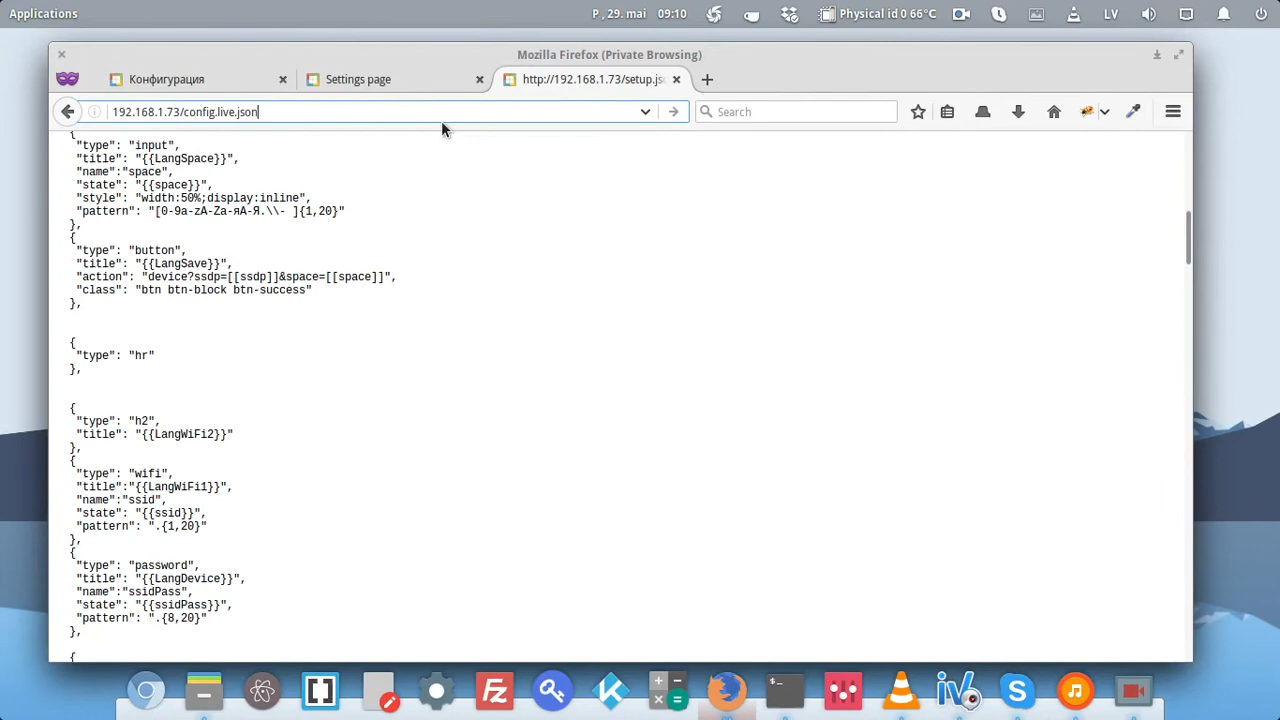 Applications
P , 29. mai 09:10
Physical id 0 66°C
LV
Mozilla Firefox (Private Browsing)
Конфигурация
Settings page
http://192.168.1.73/setup.jsc
192.168.1.73/config.live.json
Search
{
"type": "input",
"title": "{{LangSpace}}",
"name":"space",
"state": "{{space}}",
"style": "width:50%;display:inline",
"pattern": "[0-9a-zA-Zа-яА-Я.\\- ]{1,20}"
},
{
"type": "button",
"title": "{{LangSave}}",
"action": "device?ssdp=[[ssdp]]&space=[[space]]",
"class": "btn btn-block btn-success"
},
{
"type": "hr"
},
{
"type": "h2",
"title": "{{LangWiFi2}}"
},
{
"type": "wifi",
"title":"{{LangWiFi1}}",
"name":"ssid",
"state": "{{ssid}}",
"pattern": ".{1,20}"
},
{
"type": "password",
"title": "{{LangDevice}}",
"name":"ssidPass",
"state": "{{ssidPass}}",
"pattern": ".{8,20}"
},
{